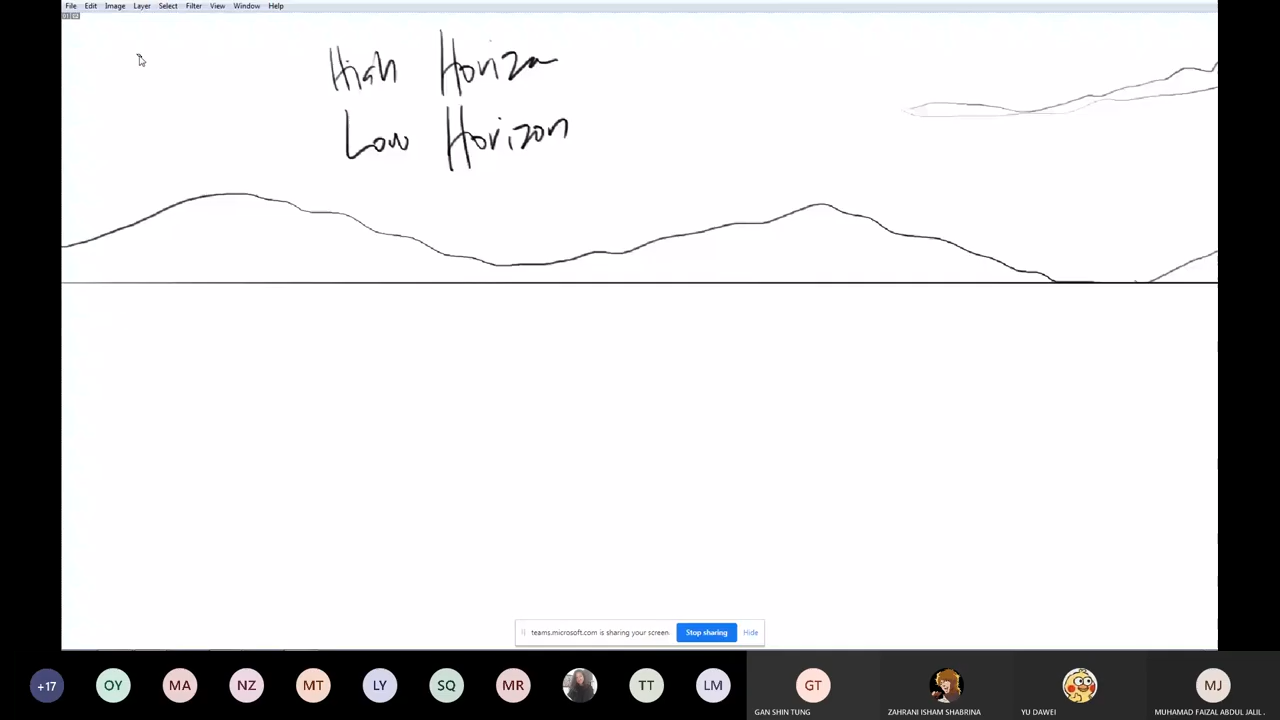 File Edit Image Layer Select Filter View Window Help
High Horizon
Low Horizon
teams.microsoft.com is sharing your screen. Stop sharing Hide
+17 OY MA NZ MT LY SQ MR TT LM GT MJ
GAN SHIN TUNG ZAHRANI ISHAM SHABRINA YU DAWEI MUHAMAD FAIZAL ABDUL JALIL .